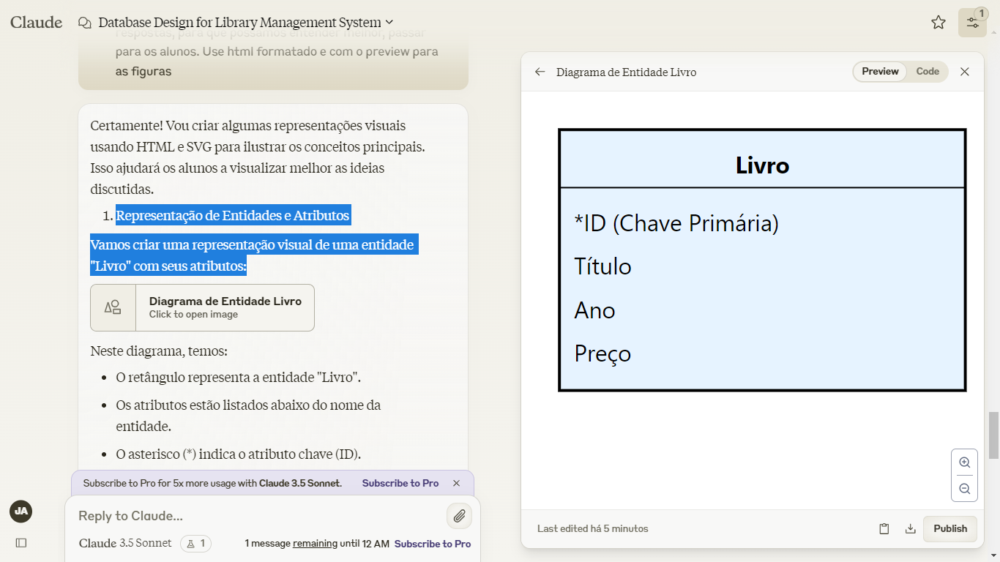 Claude
Database Design for Library Management System
1
respostas, para que possamos entender melhor, passar
para os alunos. Use html formatado e com o preview para
as figuras
Certamente! Vou criar algumas representações visuais
usando HTML e SVG para ilustrar os conceitos principais.
Isso ajudará os alunos a visualizar melhor as ideias
discutidas.
1. Representação de Entidades e Atributos
Vamos criar uma representação visual de uma entidade
"Livro" com seus atributos:
Diagrama de Entidade Livro
Click to open image
Neste diagrama, temos:
• O retângulo representa a entidade "Livro".
• Os atributos estão listados abaixo do nome da
entidade.
• O asterisco (*) indica o atributo chave (ID).
Subscribe to Pro for 5x more usage with Claude 3.5 Sonnet. Subscribe to Pro
JA
Reply to Claude...
Claude 3.5 Sonnet 1 1 message remaining until 12 AM Subscribe to Pro
Diagrama de Entidade Livro Preview Code
Livro
*ID (Chave Primária)
Título
Ano
Preço
Last edited há 5 minutos Publish